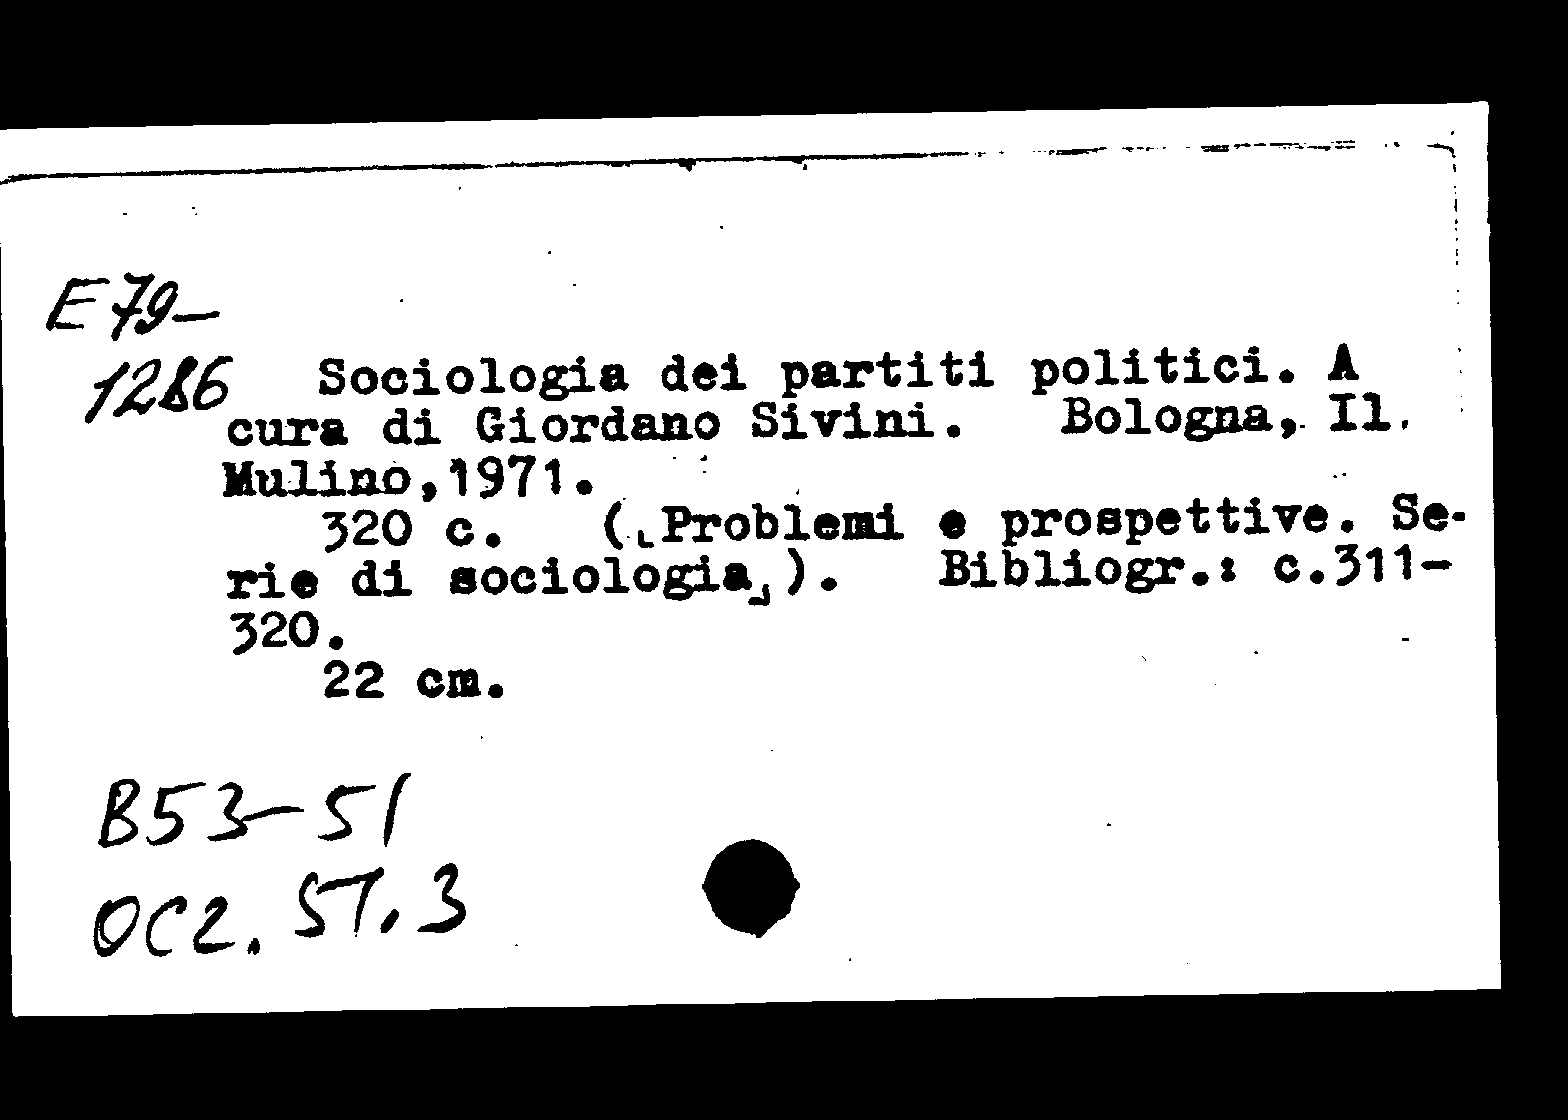 E79-
1286
Sociologia dei partiti politici. A
cura di Giordano Sivini. Bologna, Il
Mulino,1971.
320 c. (⌞Problemi e prospettive. Se-
rie di sociologia⌟). Bibliogr.: c.311-
320.
22 cm.
B53-51
OC2. 57.3